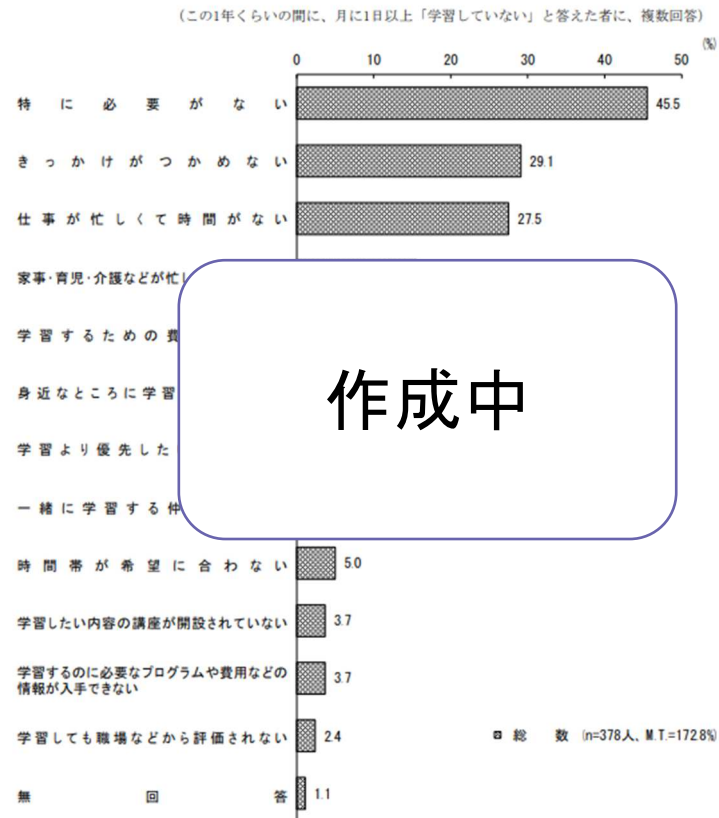 (この1年くらいの間に、月に1日以上「学習していない」と答えた者に、複数回答)
(%)
0 10 20 30 40 50
特に必要がない 45.5
きっかけがつかめない 29.1
仕事が忙しくて時間がない 27.5
家事・育児・介護などが忙し
学習するための費
身近なところに学習
作成中
学習より優先した
一緒に学習する仲
時間帯が希望に合わない 5.0
学習したい内容の講座が開設されていない 3.7
学習するのに必要なプログラムや費用などの
情報が入手できない 3.7
学習しても職場などから評価されない 2.4
総数 (n=378人、M.T.=172.8%)
無回答 1.1